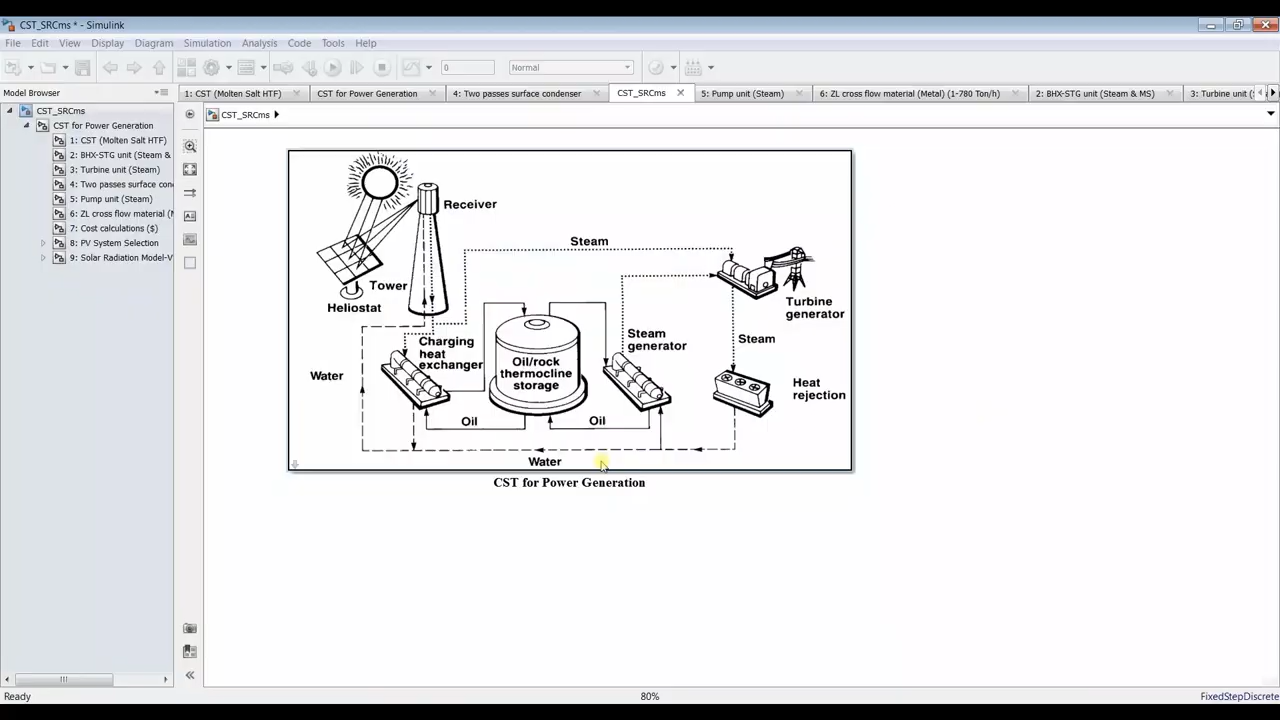 CST_SRCms * - Simulink
File Edit View Display Diagram Simulation Analysis Code Tools Help
0 Normal
Model Browser
1: CST (Molten Salt HTF) CST for Power Generation 4: Two passes surface condenser CST_SRCms 5: Pump unit (Steam) 6: ZL cross flow material (Metal) (1-780 Ton/h) 2: BHX-STG unit (Steam & MS) 3: Turbine unit (
CST_SRCms
CST_SRCms
CST for Power Generation
1: CST (Molten Salt HTF)
2: BHX-STG unit (Steam &
3: Turbine unit (Steam)
4: Two passes surface cond
5: Pump unit (Steam)
6: ZL cross flow material (M
7: Cost calculations ($)
8: PV System Selection
9: Solar Radiation Model-V
Receiver
Steam
Tower
Heliostat
Turbine
generator
Charging
heat
exchanger
Steam
generator
Steam
Oil/rock
thermocline
storage
Water
Heat
rejection
Oil
Oil
Water
CST for Power Generation
Ready 80% FixedStepDiscrete